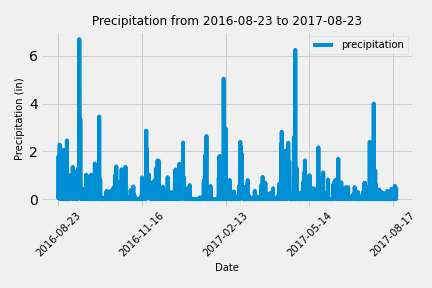 Precipitation from 2016-08-23 to 2017-08-23
precipitation
Precipitation (in)
6
4
2
0
2016-08-23
2016-11-16
2017-02-13
2017-05-14
2017-08-17
Date